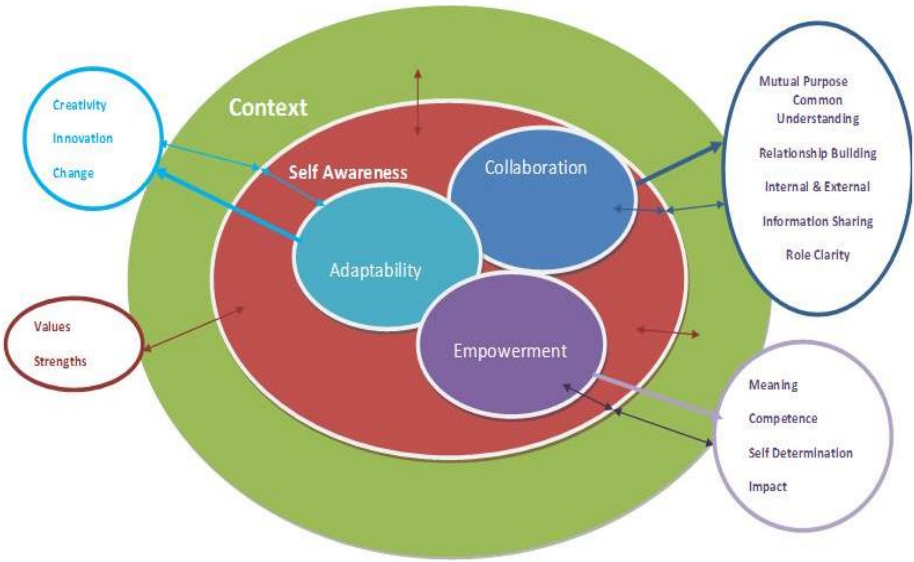 Context
Self Awareness
Collaboration
Adaptability
Empowerment
Creativity
Innovation
Change
Values
Strengths
Mutual Purpose
Common
Understanding
Relationship Building
Internal & External
Information Sharing
Role Clarity
Meaning
Competence
Self Determination
Impact